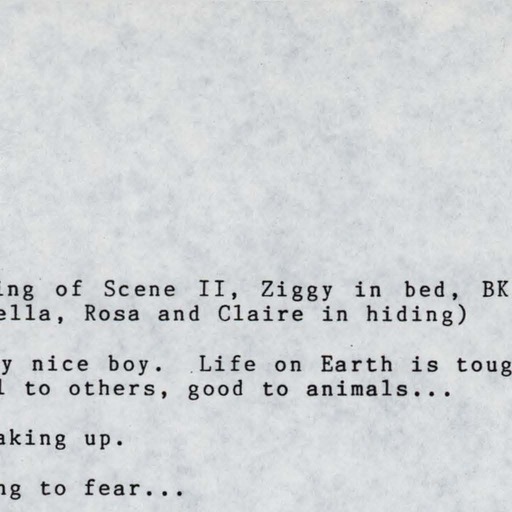 ing of Scene II, Ziggy in bed, BK
ella, Rosa and Claire in hiding)
y nice boy. Life on Earth is toug
l to others, good to animals...
aking up.
ng to fear...